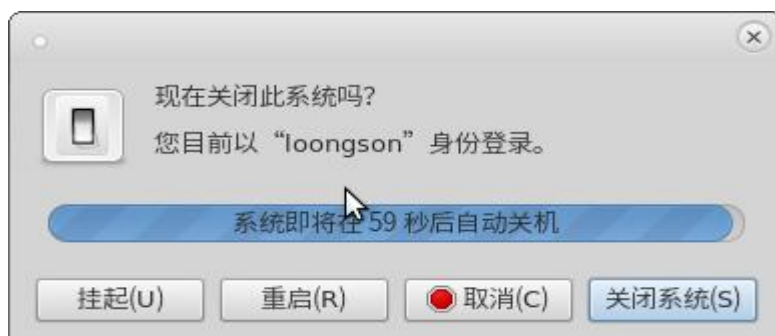 现在关闭此系统吗?
您目前以“loongson”身份登录。
系统即将在 59 秒后自动关机
挂起(U) 重启(R) 取消(C) 关闭系统(S)